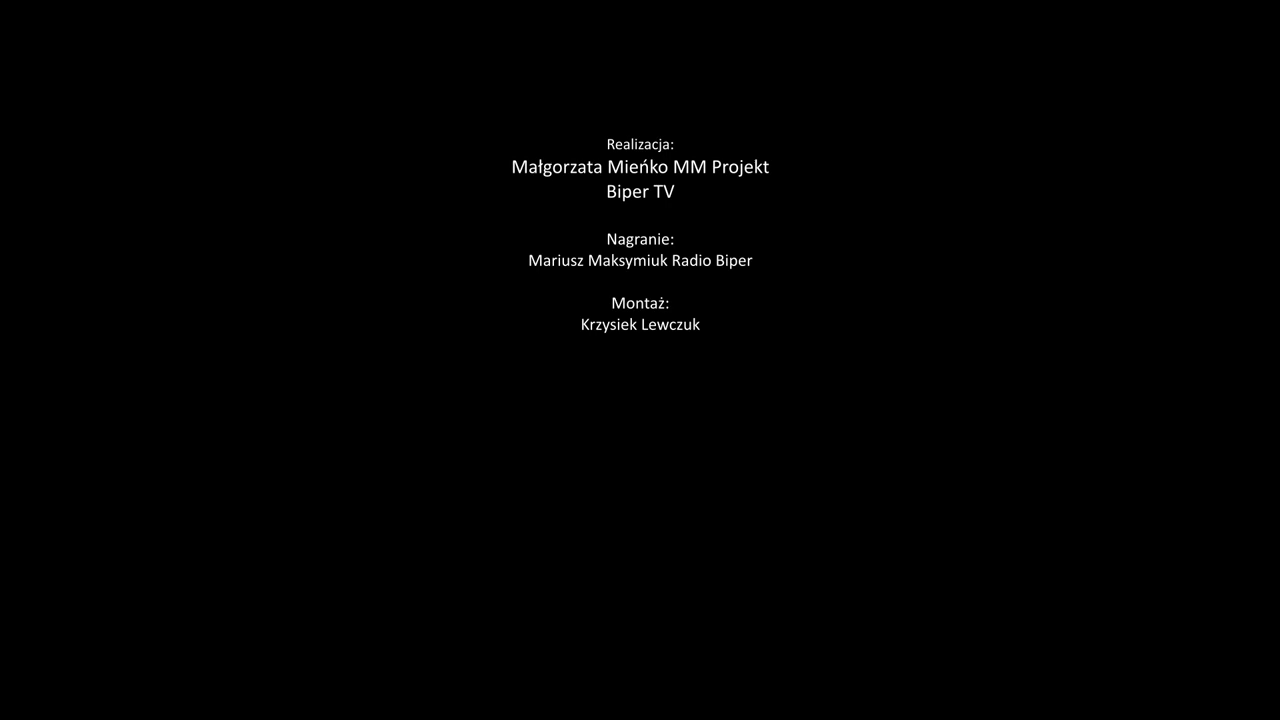 Realizacja:
Małgorzata Mieńko MM Projekt
Biper TV
Nagranie:
Mariusz Maksymiuk Radio Biper
Montaż:
Krzysiek Lewczuk